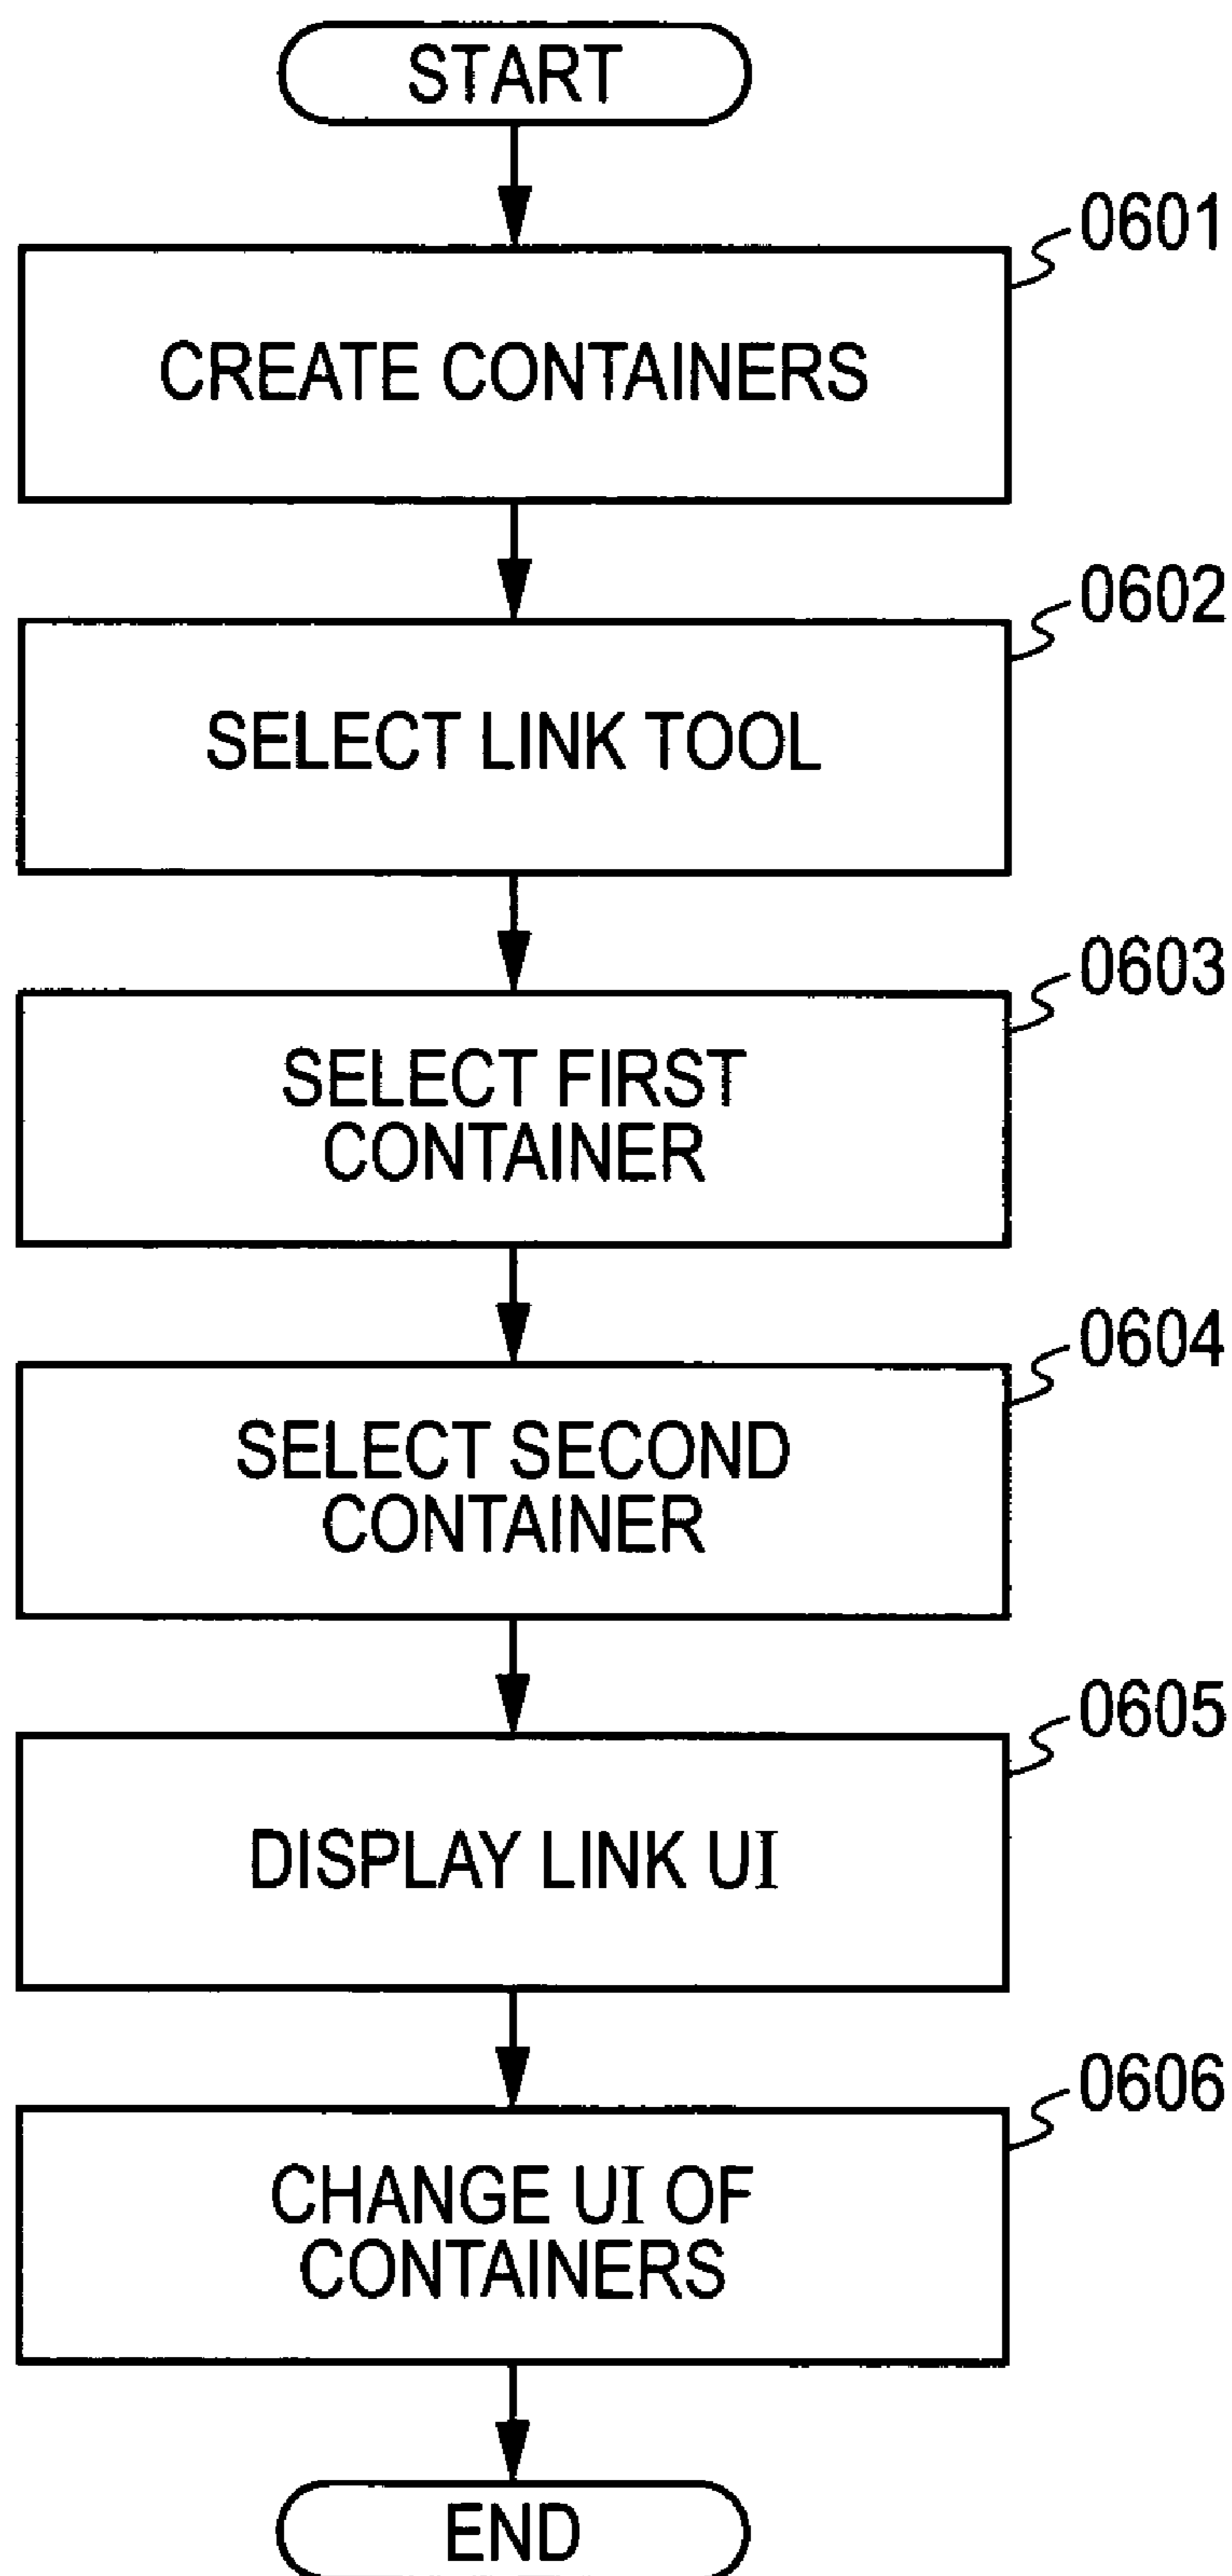 START
0601
CREATE CONTAINERS
0602
SELECT LINK TOOL
0603
SELECT FIRST
CONTAINER
0604
SELECT SECOND
CONTAINER
0605
DISPLAY LINK UI
0606
CHANGE UI OF
CONTAINERS
END